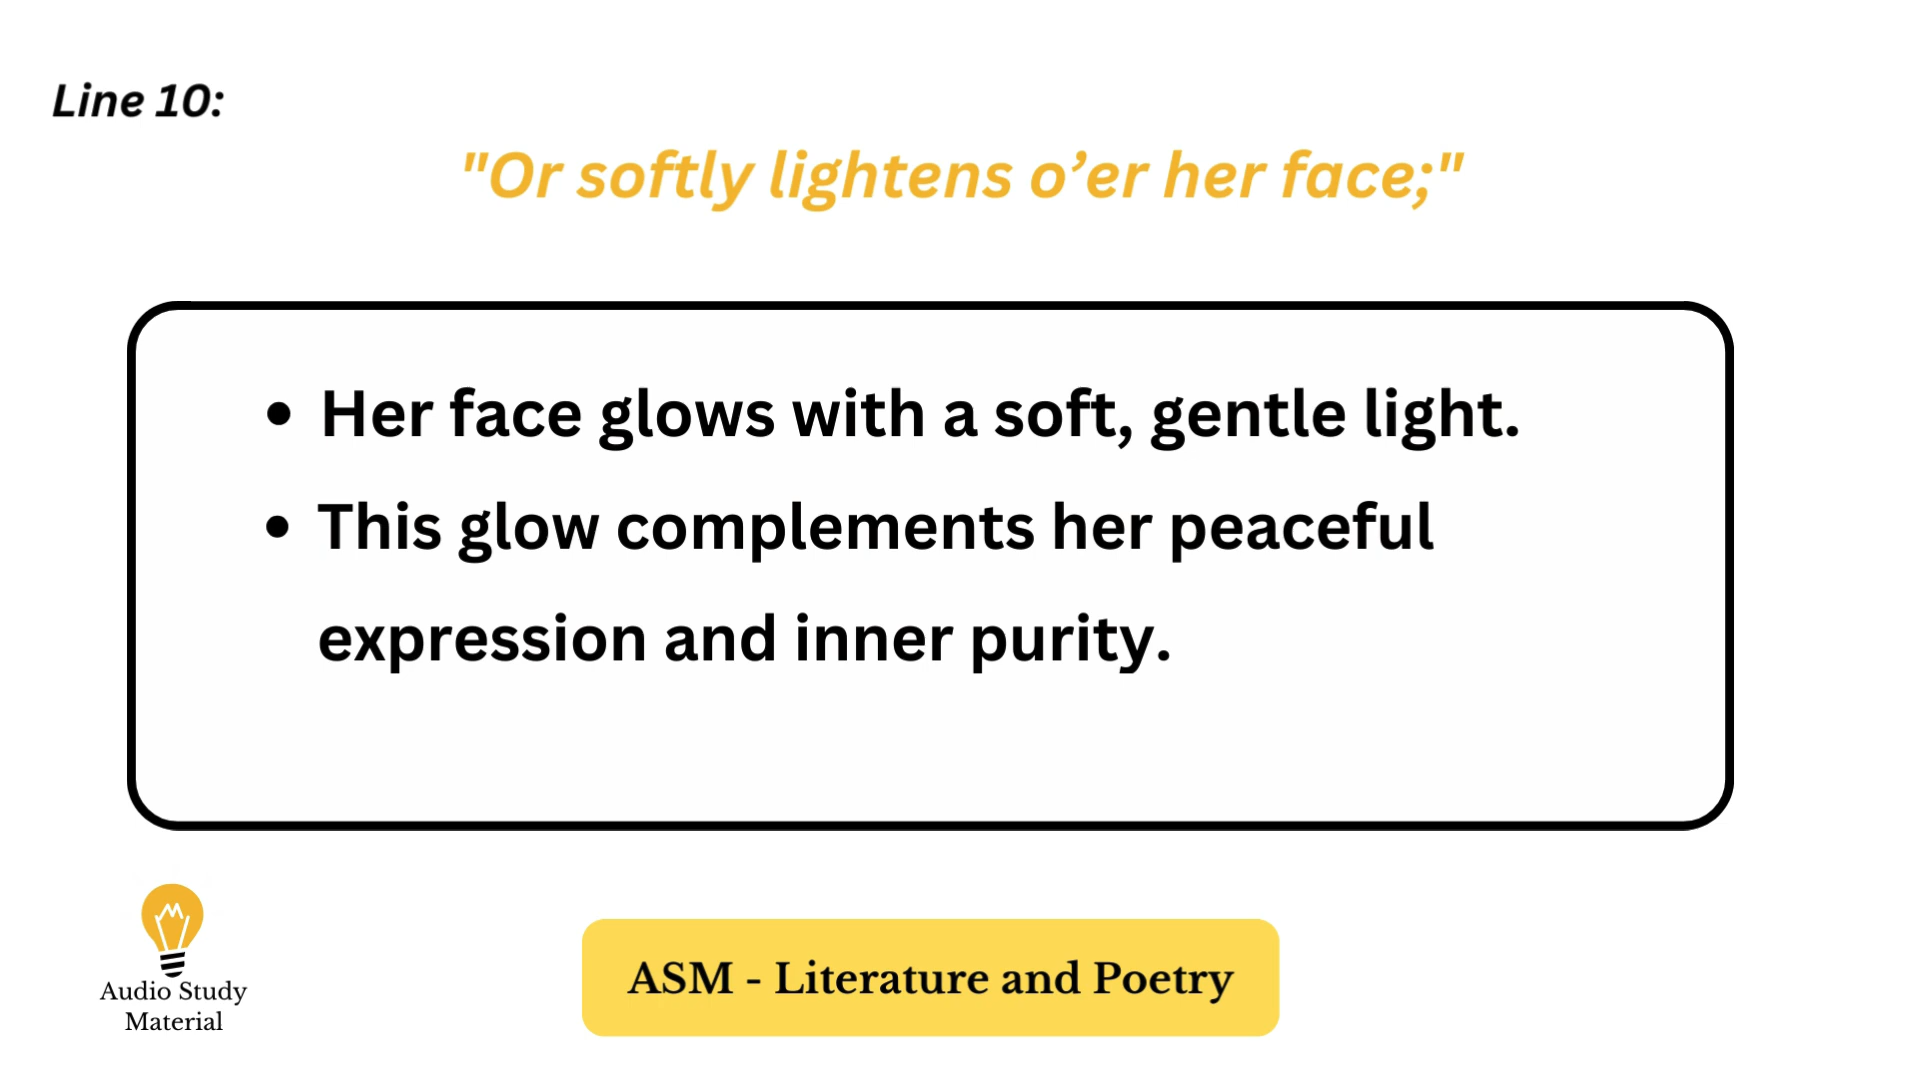 Line 10:
"Or softly lightens o’er her face;"
• Her face glows with a soft, gentle light.
• This glow complements her peaceful
expression and inner purity.
Audio Study
Material
ASM - Literature and Poetry